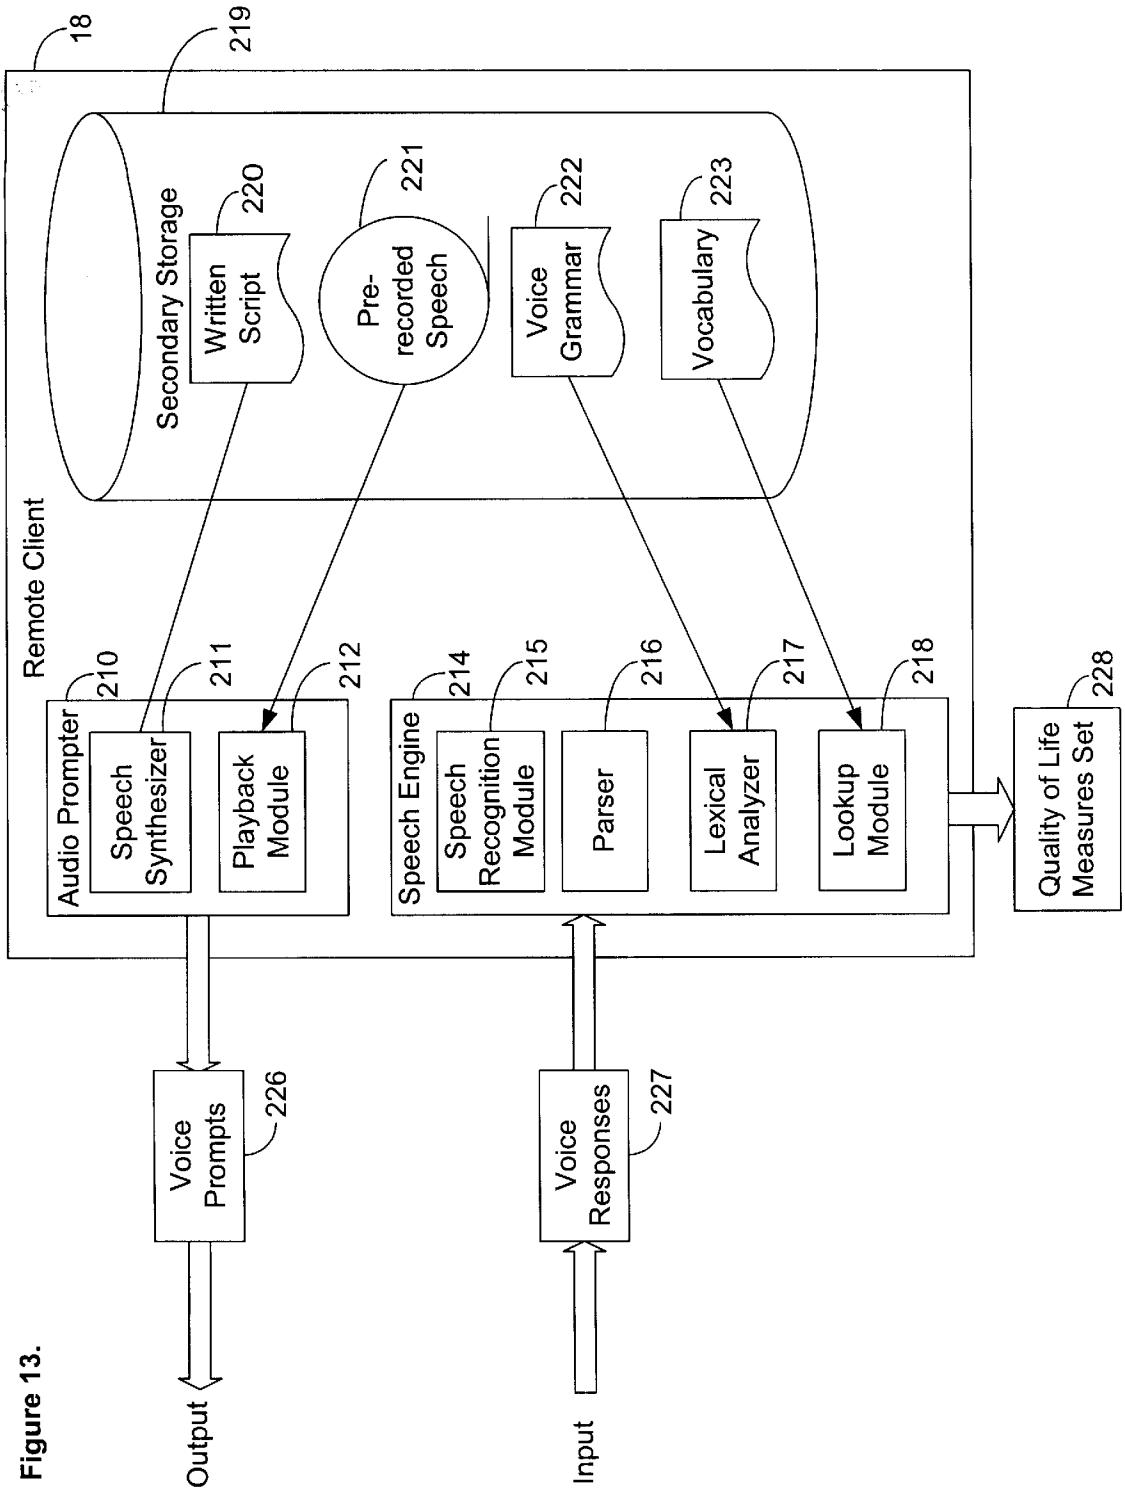 Figure 13.
Remote Client
18
Audio Prompter
210
Speech
Synthesizer
211
Playback
Module
212
Secondary Storage
219
Written
Script
220
Pre-
recorded
Speech
221
Voice
Grammar
222
Vocabulary
223
Speech Engine
214
Speech
Recognition
Module
215
Parser
216
Lexical
Analyzer
217
Lookup
Module
218
Output
Voice
Prompts
226
Input
Voice
Responses
227
Quality of Life
Measures Set
228